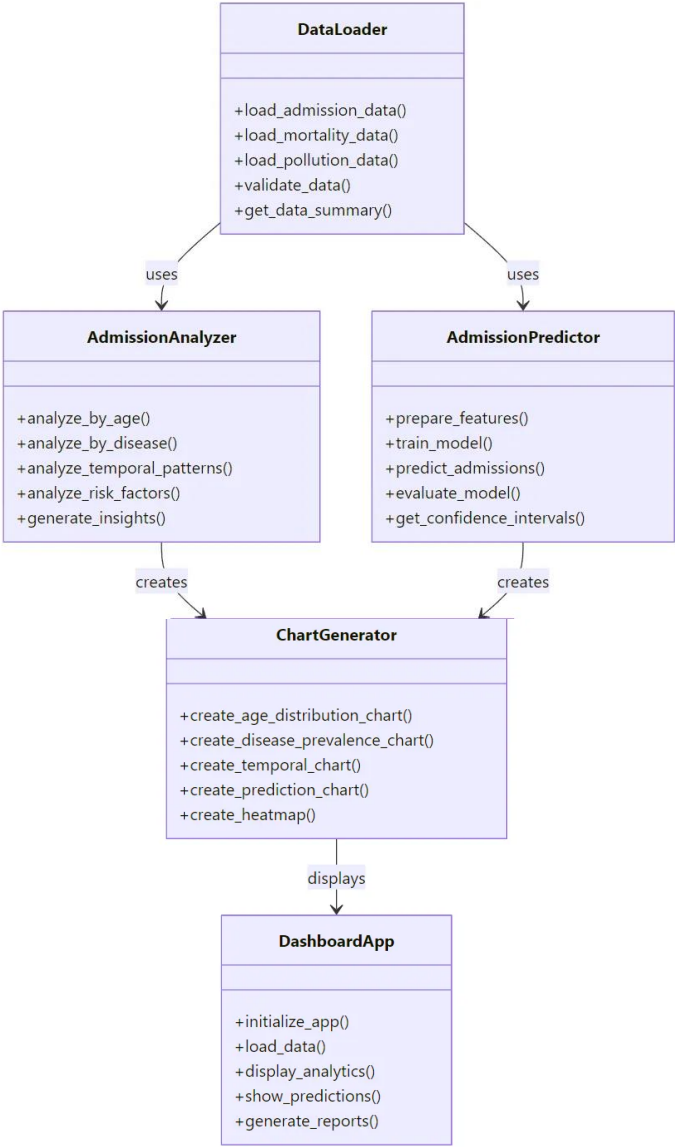 DataLoader
+load_admission_data()
+load_mortality_data()
+load_pollution_data()
+validate_data()
+get_data_summary()
uses
uses
AdmissionAnalyzer
+analyze_by_age()
+analyze_by_disease()
+analyze_temporal_patterns()
+analyze_risk_factors()
+generate_insights()
AdmissionPredictor
+prepare_features()
+train_model()
+predict_admissions()
+evaluate_model()
+get_confidence_intervals()
creates
creates
ChartGenerator
+create_age_distribution_chart()
+create_disease_prevalence_chart()
+create_temporal_chart()
+create_prediction_chart()
+create_heatmap()
displays
DashboardApp
+initialize_app()
+load_data()
+display_analytics()
+show_predictions()
+generate_reports()